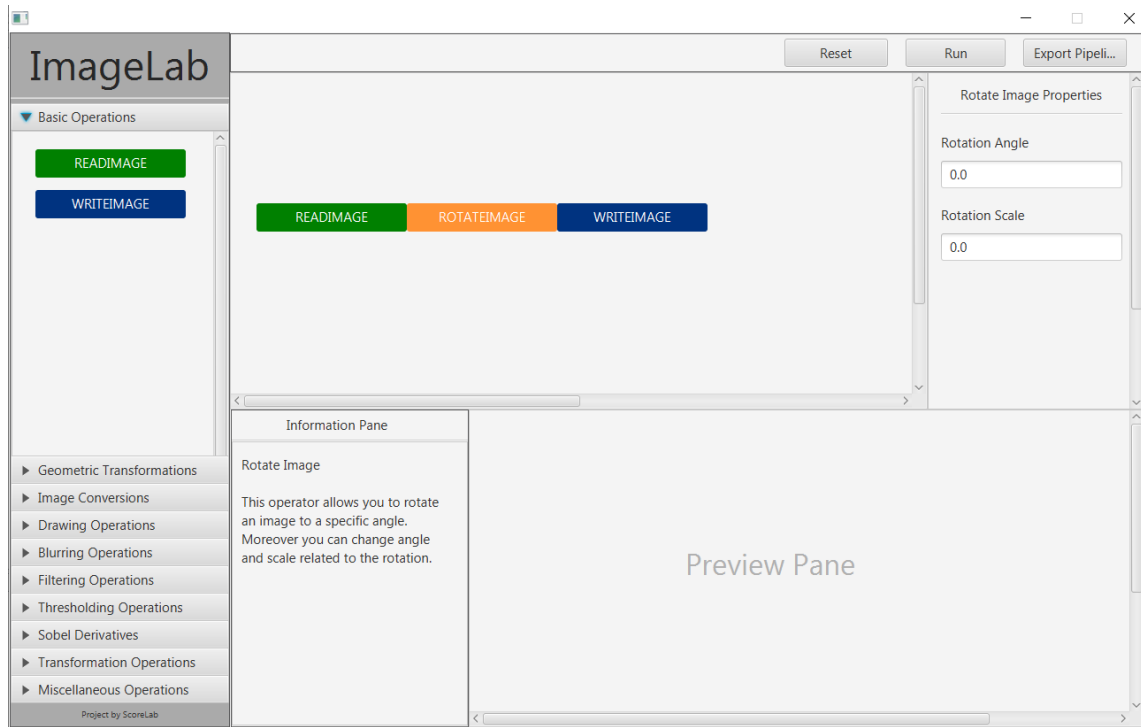 ImageLab
Reset
Run
Export Pipeli...
Basic Operations
READIMAGE
WRITEIMAGE
Geometric Transformations
Image Conversions
Drawing Operations
Blurring Operations
Filtering Operations
Thresholding Operations
Sobel Derivatives
Transformation Operations
Miscellaneous Operations
Project by ScoreLab
READIMAGE
ROTATEIMAGE
WRITEIMAGE
Rotate Image Properties
Rotation Angle
0.0
Rotation Scale
0.0
Information Pane
Rotate Image
This operator allows you to rotate
an image to a specific angle.
Moreover you can change angle
and scale related to the rotation.
Preview Pane